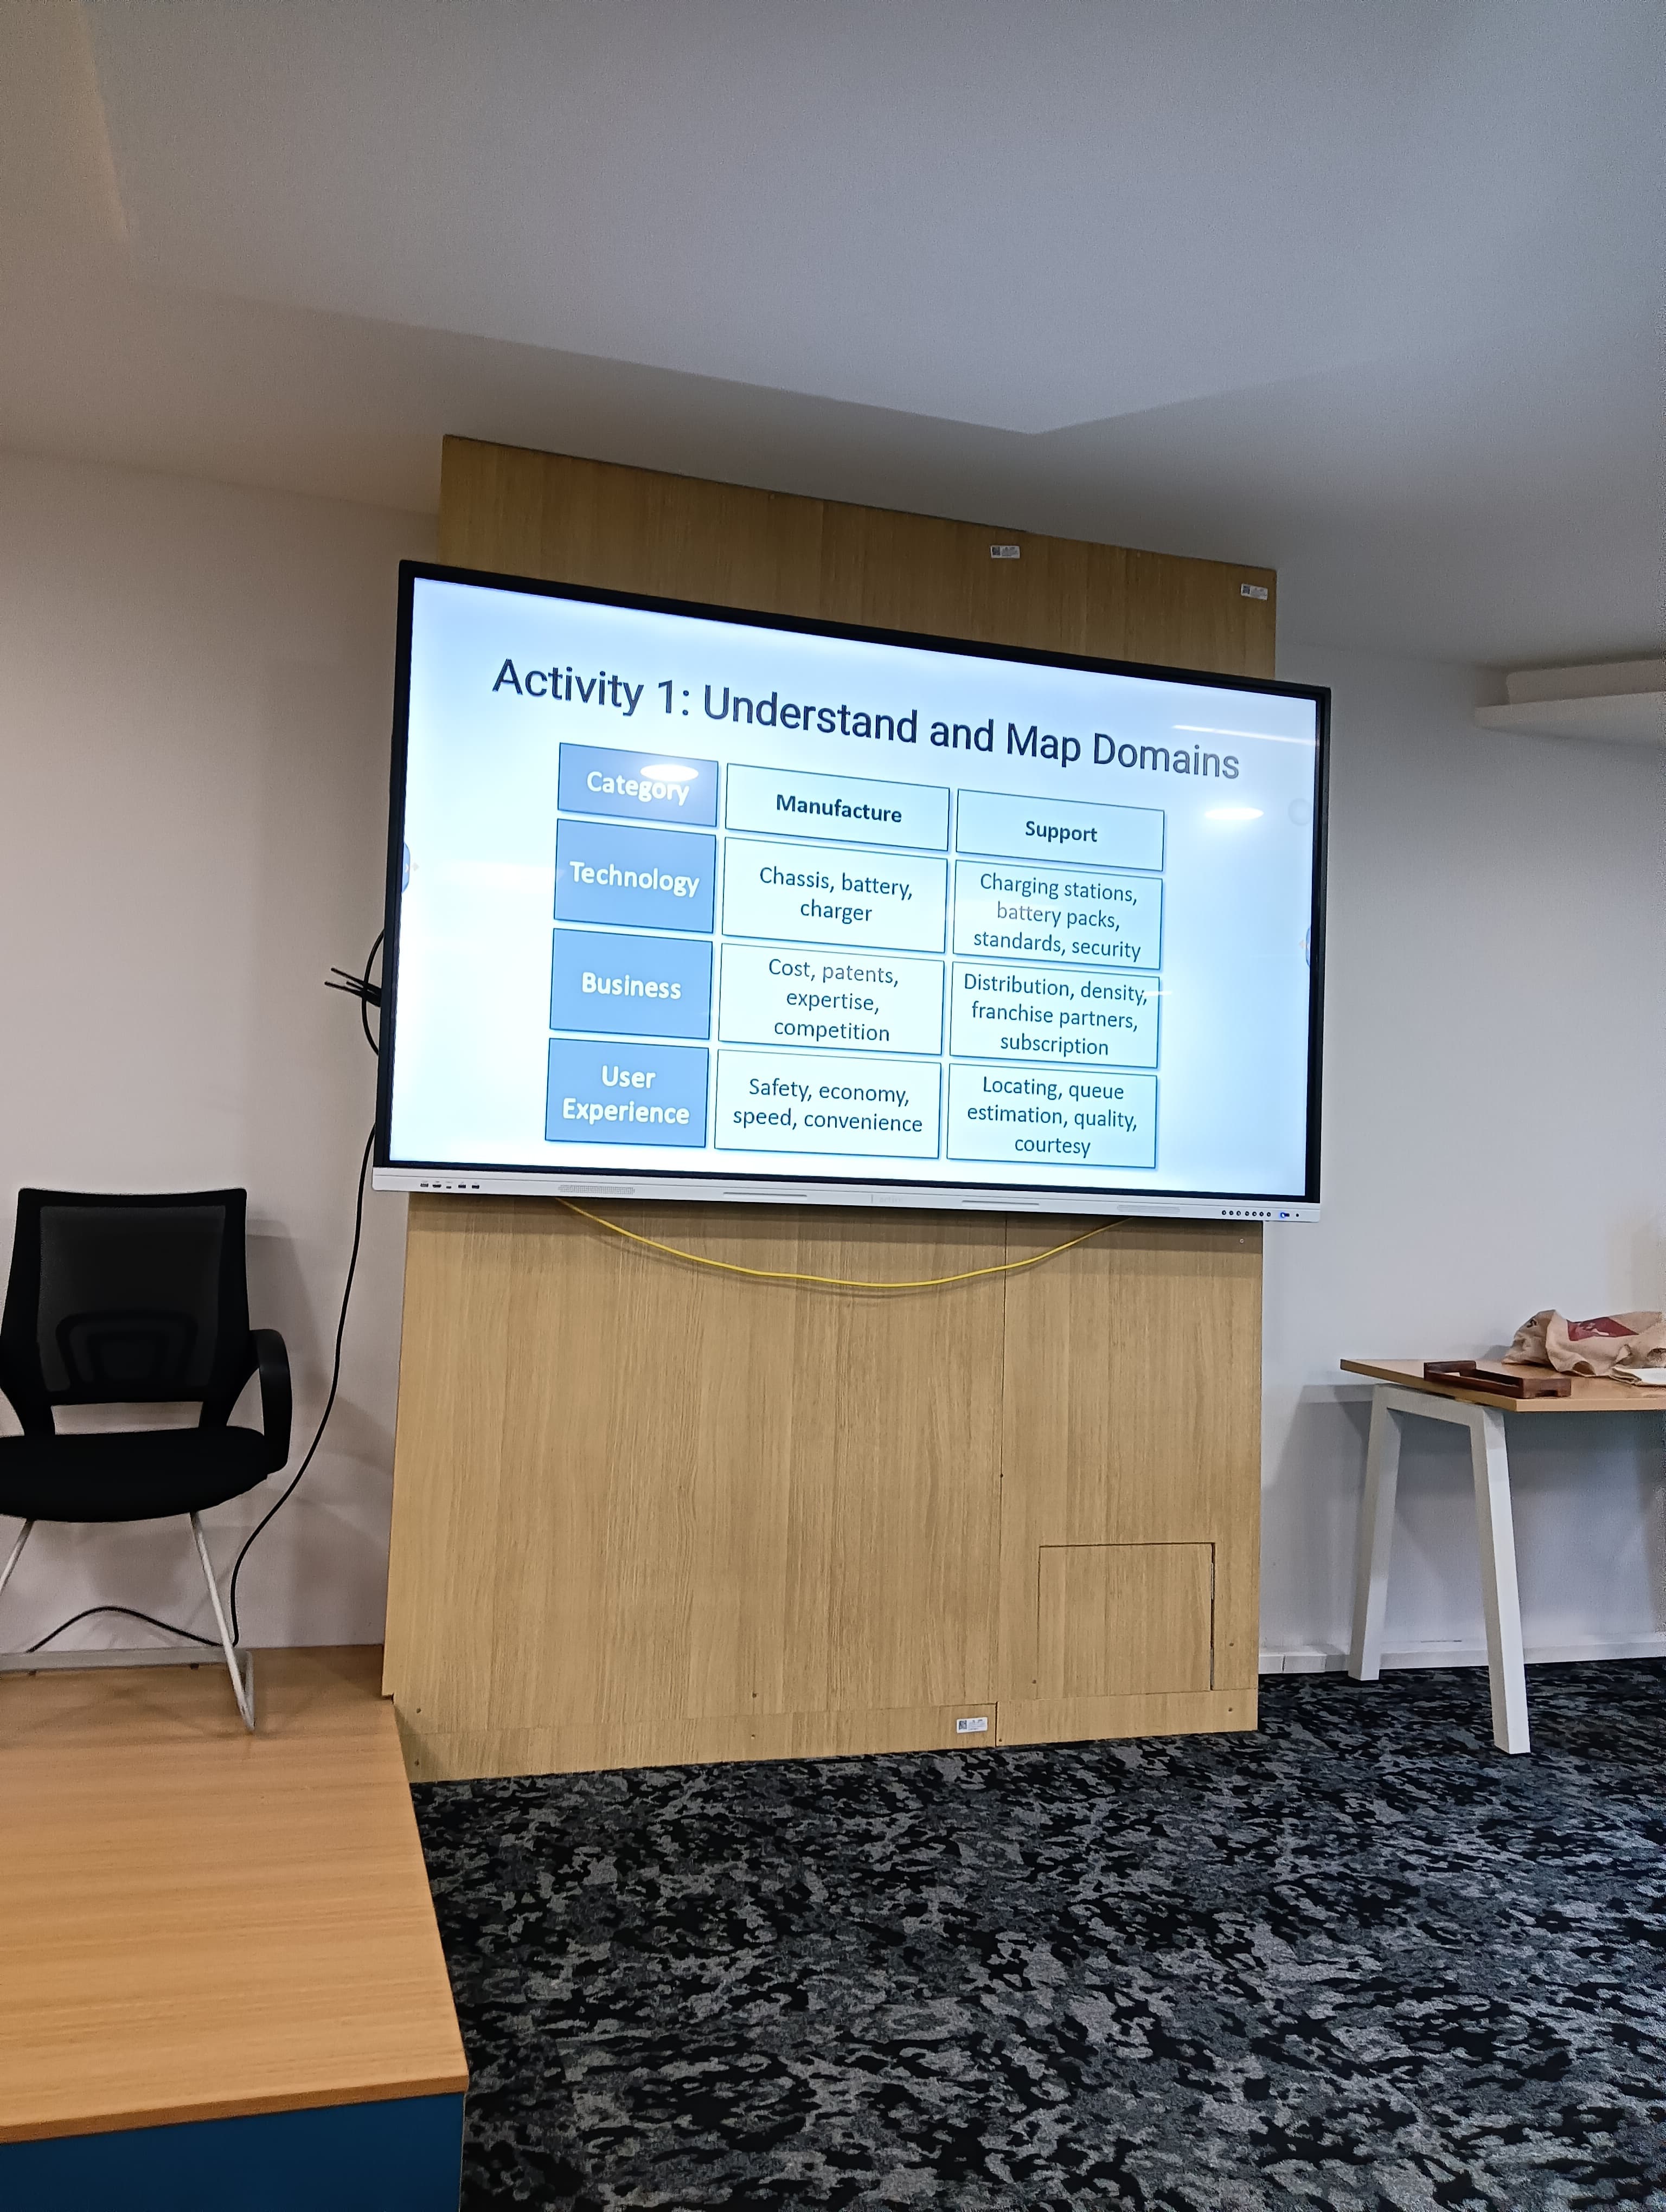 Activity 1: Understand and Map Domains
Category
Manufacture
Support
Technology
Chassis, battery,
charger
Charging stations,
battery packs,
standards, security
Business
Cost, patents,
expertise,
competition
Distribution, density,
franchise partners,
subscription
User
Experience
Safety, economy,
speed, convenience
Locating, queue
estimation, quality,
courtesy